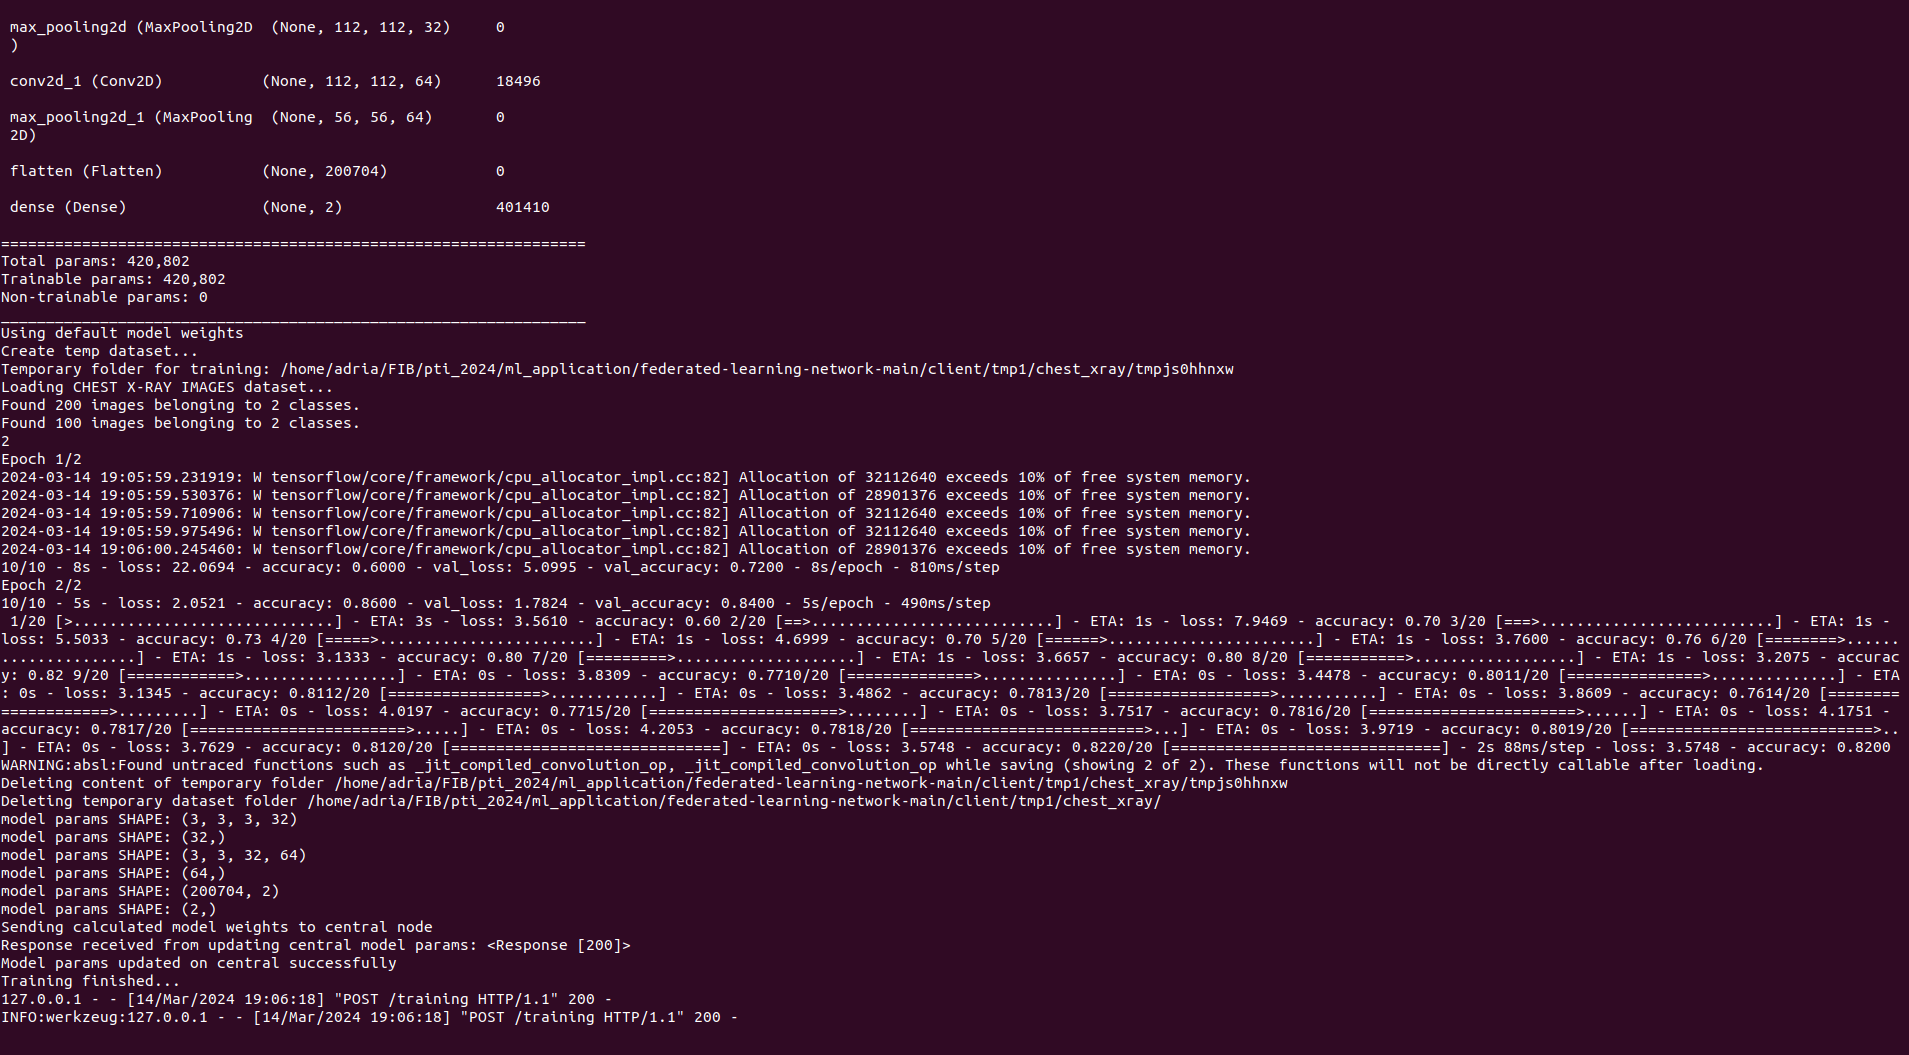 max_pooling2d (MaxPooling2D  (None, 112, 112, 32)     0
)
conv2d_1 (Conv2D)           (None, 112, 112, 64)      18496
max_pooling2d_1 (MaxPooling  (None, 56, 56, 64)       0
2D)
flatten (Flatten)           (None, 200704)            0
dense (Dense)               (None, 2)                 401410
=================================================================
Total params: 420,802
Trainable params: 420,802
Non-trainable params: 0
_________________________________________________________________
Using default model weights
Create temp dataset...
Temporary folder for training: /home/adria/FIB/pti_2024/ml_application/federated-learning-network-main/client/tmp1/chest_xray/tmpjs0hhnxw
Loading CHEST X-RAY IMAGES dataset...
Found 200 images belonging to 2 classes.
Found 100 images belonging to 2 classes.
2
Epoch 1/2
2024-03-14 19:05:59.231919: W tensorflow/core/framework/cpu_allocator_impl.cc:82] Allocation of 32112640 exceeds 10% of free system memory.
2024-03-14 19:05:59.530376: W tensorflow/core/framework/cpu_allocator_impl.cc:82] Allocation of 28901376 exceeds 10% of free system memory.
2024-03-14 19:05:59.710906: W tensorflow/core/framework/cpu_allocator_impl.cc:82] Allocation of 32112640 exceeds 10% of free system memory.
2024-03-14 19:05:59.975496: W tensorflow/core/framework/cpu_allocator_impl.cc:82] Allocation of 32112640 exceeds 10% of free system memory.
2024-03-14 19:06:00.245460: W tensorflow/core/framework/cpu_allocator_impl.cc:82] Allocation of 28901376 exceeds 10% of free system memory.
10/10 - 8s - loss: 22.0694 - accuracy: 0.6000 - val_loss: 5.0995 - val_accuracy: 0.7200 - 8s/epoch - 810ms/step
Epoch 2/2
10/10 - 5s - loss: 2.0521 - accuracy: 0.8600 - val_loss: 1.7824 - val_accuracy: 0.8400 - 5s/epoch - 490ms/step
 1/20 [>.............................] - ETA: 3s - loss: 3.5610 - accuracy: 0.60 2/20 [==>...........................] - ETA: 1s - loss: 7.9469 - accuracy: 0.70 3/20 [===>..........................] - ETA: 1s -
loss: 5.5033 - accuracy: 0.73 4/20 [=====>........................] - ETA: 1s - loss: 4.6999 - accuracy: 0.70 5/20 [======>.......................] - ETA: 1s - loss: 3.7600 - accuracy: 0.76 6/20 [========>......
...............] - ETA: 1s - loss: 3.1333 - accuracy: 0.80 7/20 [=========>....................] - ETA: 1s - loss: 3.6657 - accuracy: 0.80 8/20 [===========>..................] - ETA: 1s - loss: 3.2075 - accurac
y: 0.82 9/20 [============>.................] - ETA: 0s - loss: 3.8309 - accuracy: 0.7710/20 [==============>...............] - ETA: 0s - loss: 3.4478 - accuracy: 0.8011/20 [===============>..............] - ETA
: 0s - loss: 3.1345 - accuracy: 0.8112/20 [=================>............] - ETA: 0s - loss: 3.4862 - accuracy: 0.7813/20 [==================>...........] - ETA: 0s - loss: 3.8609 - accuracy: 0.7614/20 [========
============>.........] - ETA: 0s - loss: 4.0197 - accuracy: 0.7715/20 [=====================>........] - ETA: 0s - loss: 3.7517 - accuracy: 0.7816/20 [=======================>......] - ETA: 0s - loss: 4.1751 -
accuracy: 0.7817/20 [========================>.....] - ETA: 0s - loss: 4.2053 - accuracy: 0.7818/20 [==========================>...] - ETA: 0s - loss: 3.9719 - accuracy: 0.8019/20 [===========================>..
] - ETA: 0s - loss: 3.7629 - accuracy: 0.8120/20 [==============================] - ETA: 0s - loss: 3.5748 - accuracy: 0.8220/20 [==============================] - 2s 88ms/step - loss: 3.5748 - accuracy: 0.8200
WARNING:absl:Found untraced functions such as _jit_compiled_convolution_op, _jit_compiled_convolution_op while saving (showing 2 of 2). These functions will not be directly callable after loading.
Deleting content of temporary folder /home/adria/FIB/pti_2024/ml_application/federated-learning-network-main/client/tmp1/chest_xray/tmpjs0hhnxw
Deleting temporary dataset folder /home/adria/FIB/pti_2024/ml_application/federated-learning-network-main/client/tmp1/chest_xray/
model params SHAPE: (3, 3, 3, 32)
model params SHAPE: (32,)
model params SHAPE: (3, 3, 32, 64)
model params SHAPE: (64,)
model params SHAPE: (200704, 2)
model params SHAPE: (2,)
Sending calculated model weights to central node
Response received from updating central model params: <Response [200]>
Model params updated on central successfully
Training finished...
127.0.0.1 - - [14/Mar/2024 19:06:18] "POST /training HTTP/1.1" 200 -
INFO:werkzeug:127.0.0.1 - - [14/Mar/2024 19:06:18] "POST /training HTTP/1.1" 200 -